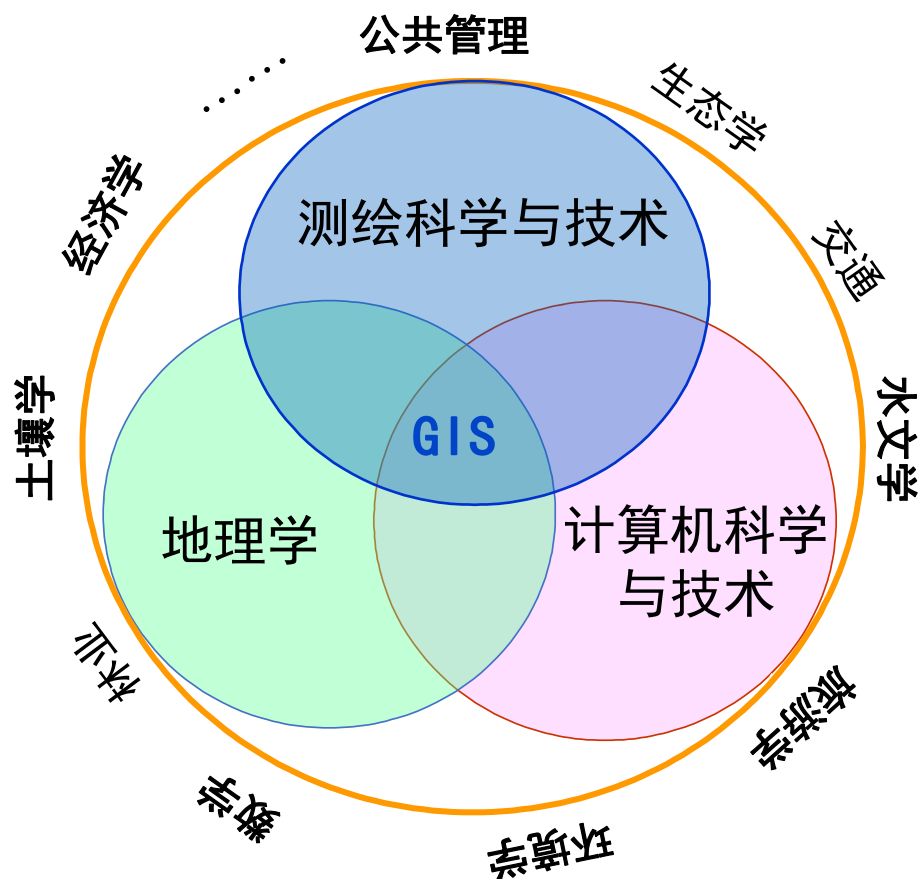 公共管理
生态学
交通
水文学
旅游学
环境学
数学
林业
土壤学
经济学
……
测绘科学与技术
GIS
地理学
计算机科学
与技术